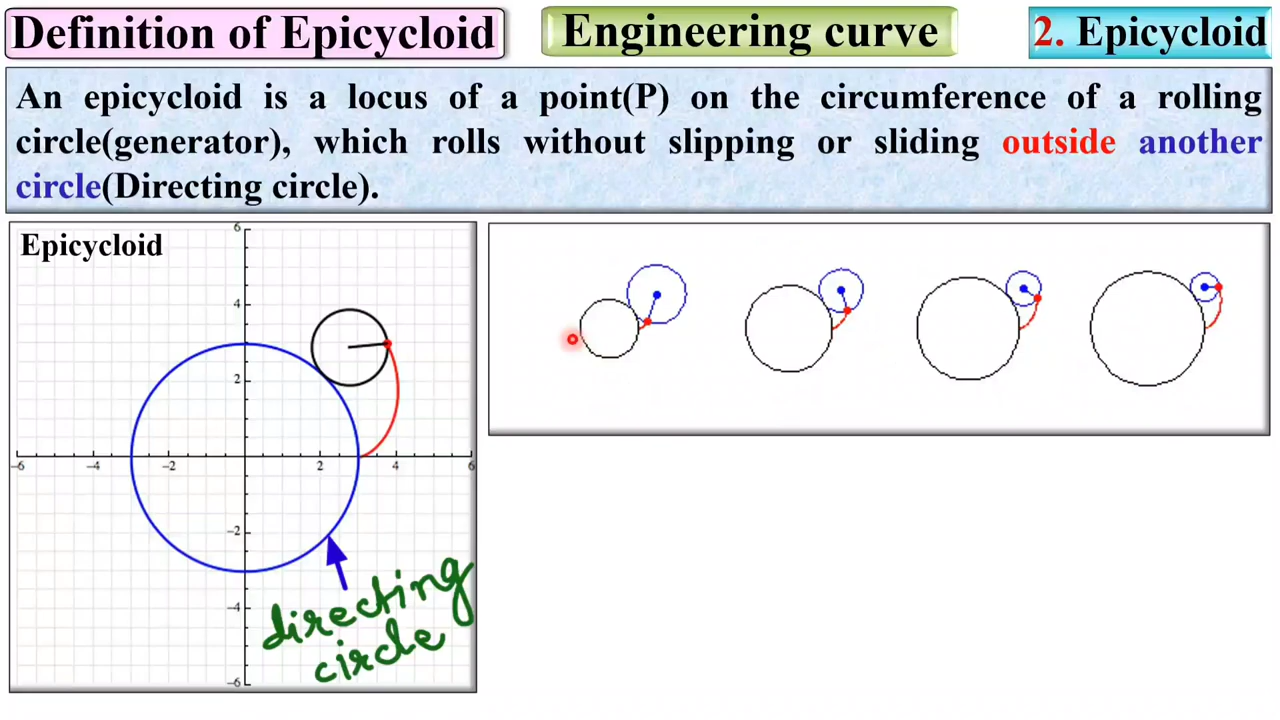 Definition of Epicycloid
Engineering curve
2. Epicycloid
An epicycloid is a locus of a point(P) on the circumference of a rolling
circle(generator), which rolls without slipping or sliding outside another
circle(Directing circle).
Epicycloid
6
4
2
-6 -4 -2 2 4 6
-2
-4
-6
directing
circle